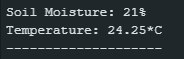 Soil Moisture: 21%
Temperature: 24.25*C
--------------------